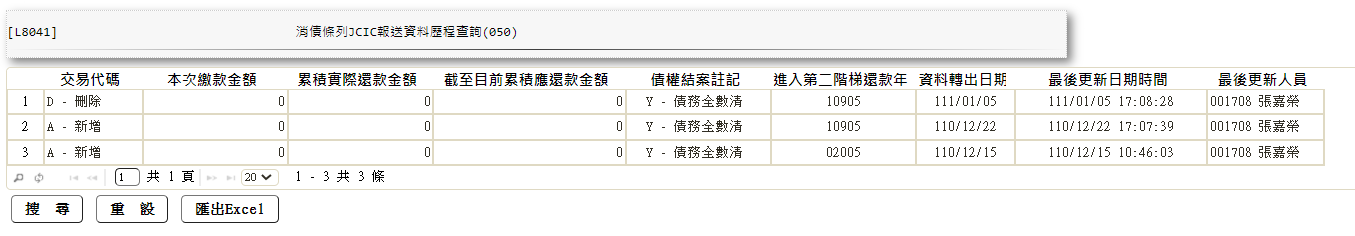 [L8041] 消債條列JCIC報送資料歷程查詢(050)
交易代碼 本次繳款金額 累積實際還款金額 截至目前累積應還款金額 債權結案註記 進入第二階梯還款年 資料轉出日期 最後更新日期時間 最後更新人員
1 D - 刪除 0 0 0 Y - 債務全數清 10905 111/01/05 111/01/05 17:08:28 001708 張嘉榮
2 A - 新增 0 0 0 Y - 債務全數清 10905 110/12/22 110/12/22 17:07:39 001708 張嘉榮
3 A - 新增 0 0 0 Y - 債務全數清 02005 110/12/15 110/12/15 10:46:03 001708 張嘉榮
1 共 1 頁 20 1 - 3 共 3 條
搜 尋 重 設 匯出Excel